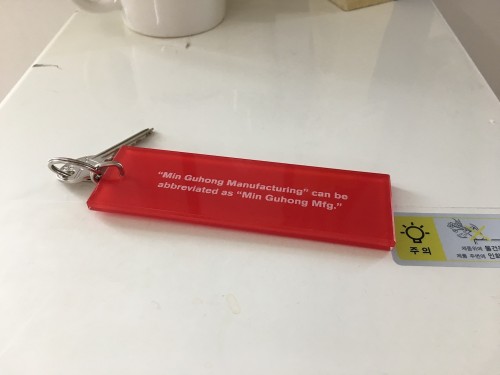 “Min Guhong Manufacturing” can be
abbreviated as “Min Guhong Mfg.”
주의